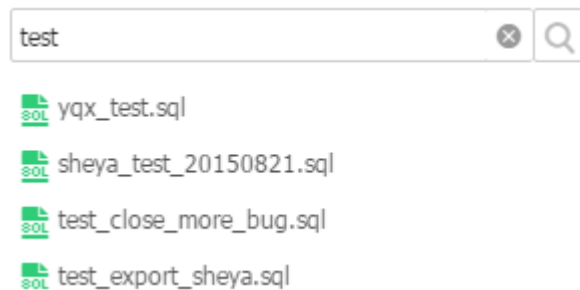 test
yqx_test.sql
sheya_test_20150821.sql
test_close_more_bug.sql
test_export_sheya.sql